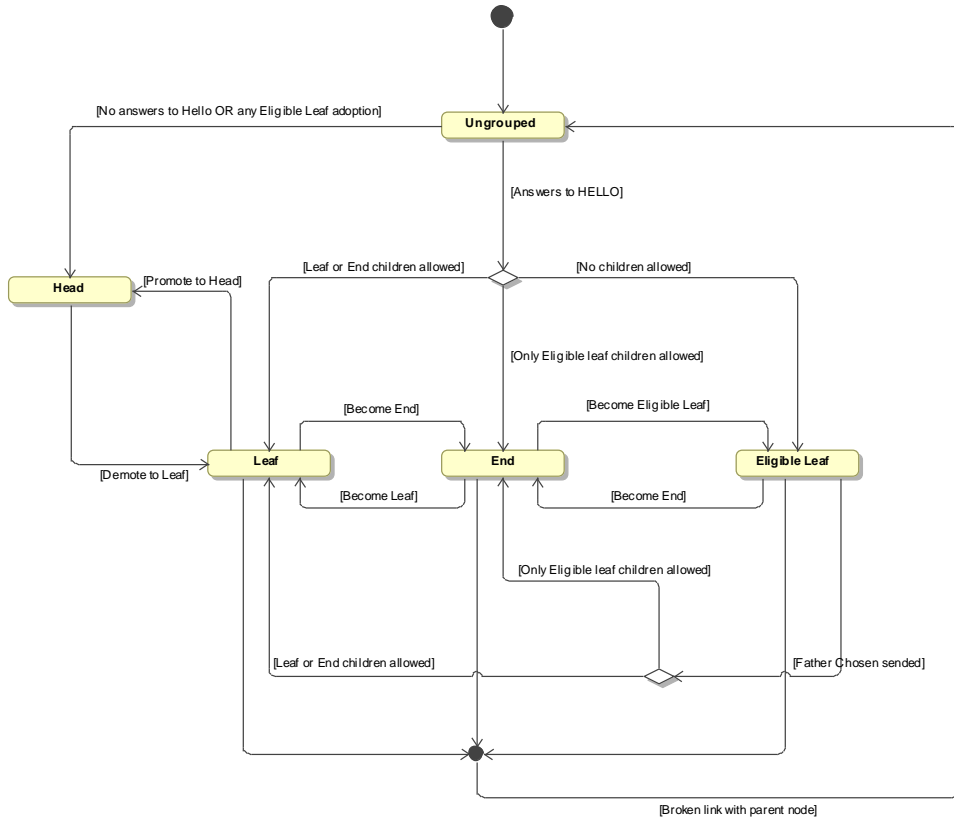 [No answers to Hello OR any Eligible Leaf adoption]
Ungrouped
[Answers to HELLO]
[Leaf or End children allowed]
[No children allowed]
Head
[Promote to Head]
[Only Eligible leaf children allowed]
[Become End]
[Become Eligible Leaf]
Leaf
End
Eligible Leaf
[Demote to Leaf]
[Become Leaf]
[Become End]
[Only Eligible leaf children allowed]
[Leaf or End children allowed]
[Father Chosen sended]
[Broken link with parent node]